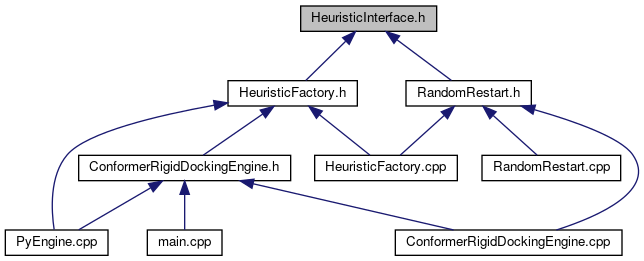 HeuristicInterface.h
HeuristicFactory.h
RandomRestart.h
ConformerRigidDockingEngine.h
HeuristicFactory.cpp
RandomRestart.cpp
PyEngine.cpp
main.cpp
ConformerRigidDockingEngine.cpp